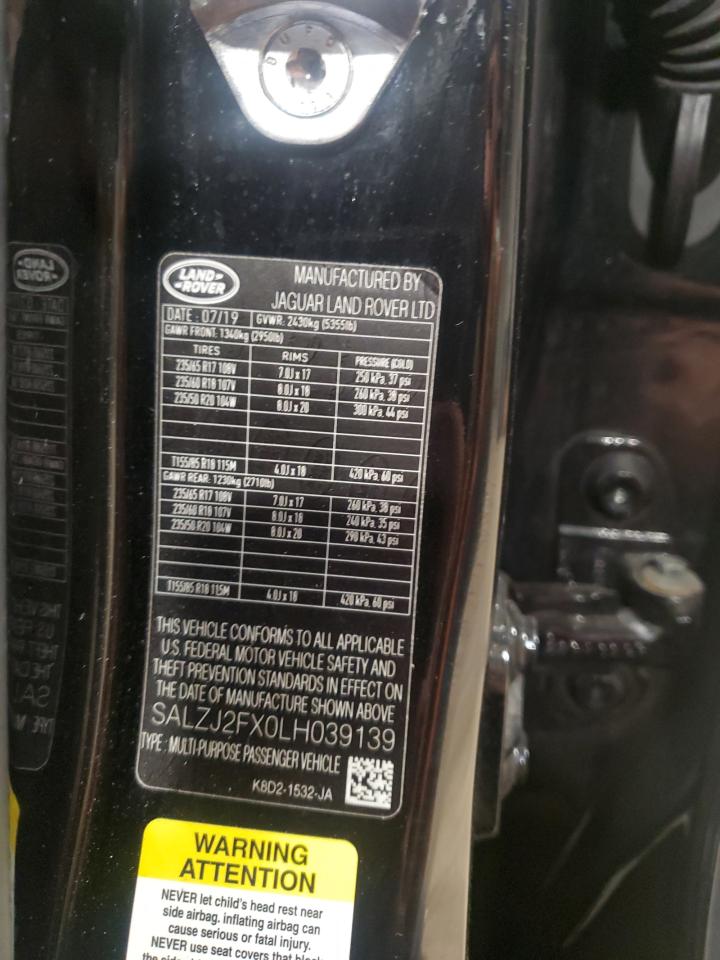 LAND-
ROVER
MANUFACTURED BY
JAGUAR LAND ROVER LTD
DATE: 07/19 GVWR: 2430kg (5355lb)
GAWR FRONT: 1340kg (2950lb)
TIRES RIMS PRESSURE (COLD)
235/65 R17 108V 7.0J x 17 250 kPa, 37 psi
235/60 R18 107V 8.0J x 18 260 kPa, 38 psi
235/50 R20 104W 8.0J x 20 300 kPa, 44 psi
T155/85 R18 115M 4.0J x 18 420 kPa, 60 psi
GAWR REAR: 1230kg (2710lb)
235/65 R17 108V 7.0J x 17 260 kPa, 38 psi
235/60 R18 107V 8.0J x 18 240 kPa, 35 psi
235/50 R20 104W 8.0J x 20 290 kPa, 43 psi
T155/85 R18 115M 4.0J x 18 420 kPa, 60 psi
THIS VEHICLE CONFORMS TO ALL APPLICABLE
U.S. FEDERAL MOTOR VEHICLE SAFETY AND
THEFT PREVENTION STANDARDS IN EFFECT ON
THE DATE OF MANUFACTURE SHOWN ABOVE
SALZJ2FX0LH039139
TYPE: MULTI-PURPOSE PASSENGER VEHICLE
K8D2-1532-JA
WARNING
ATTENTION
NEVER let child's head rest near
side airbag, inflating airbag can
cause serious or fatal injury.
NEVER use seat covers that block
the side